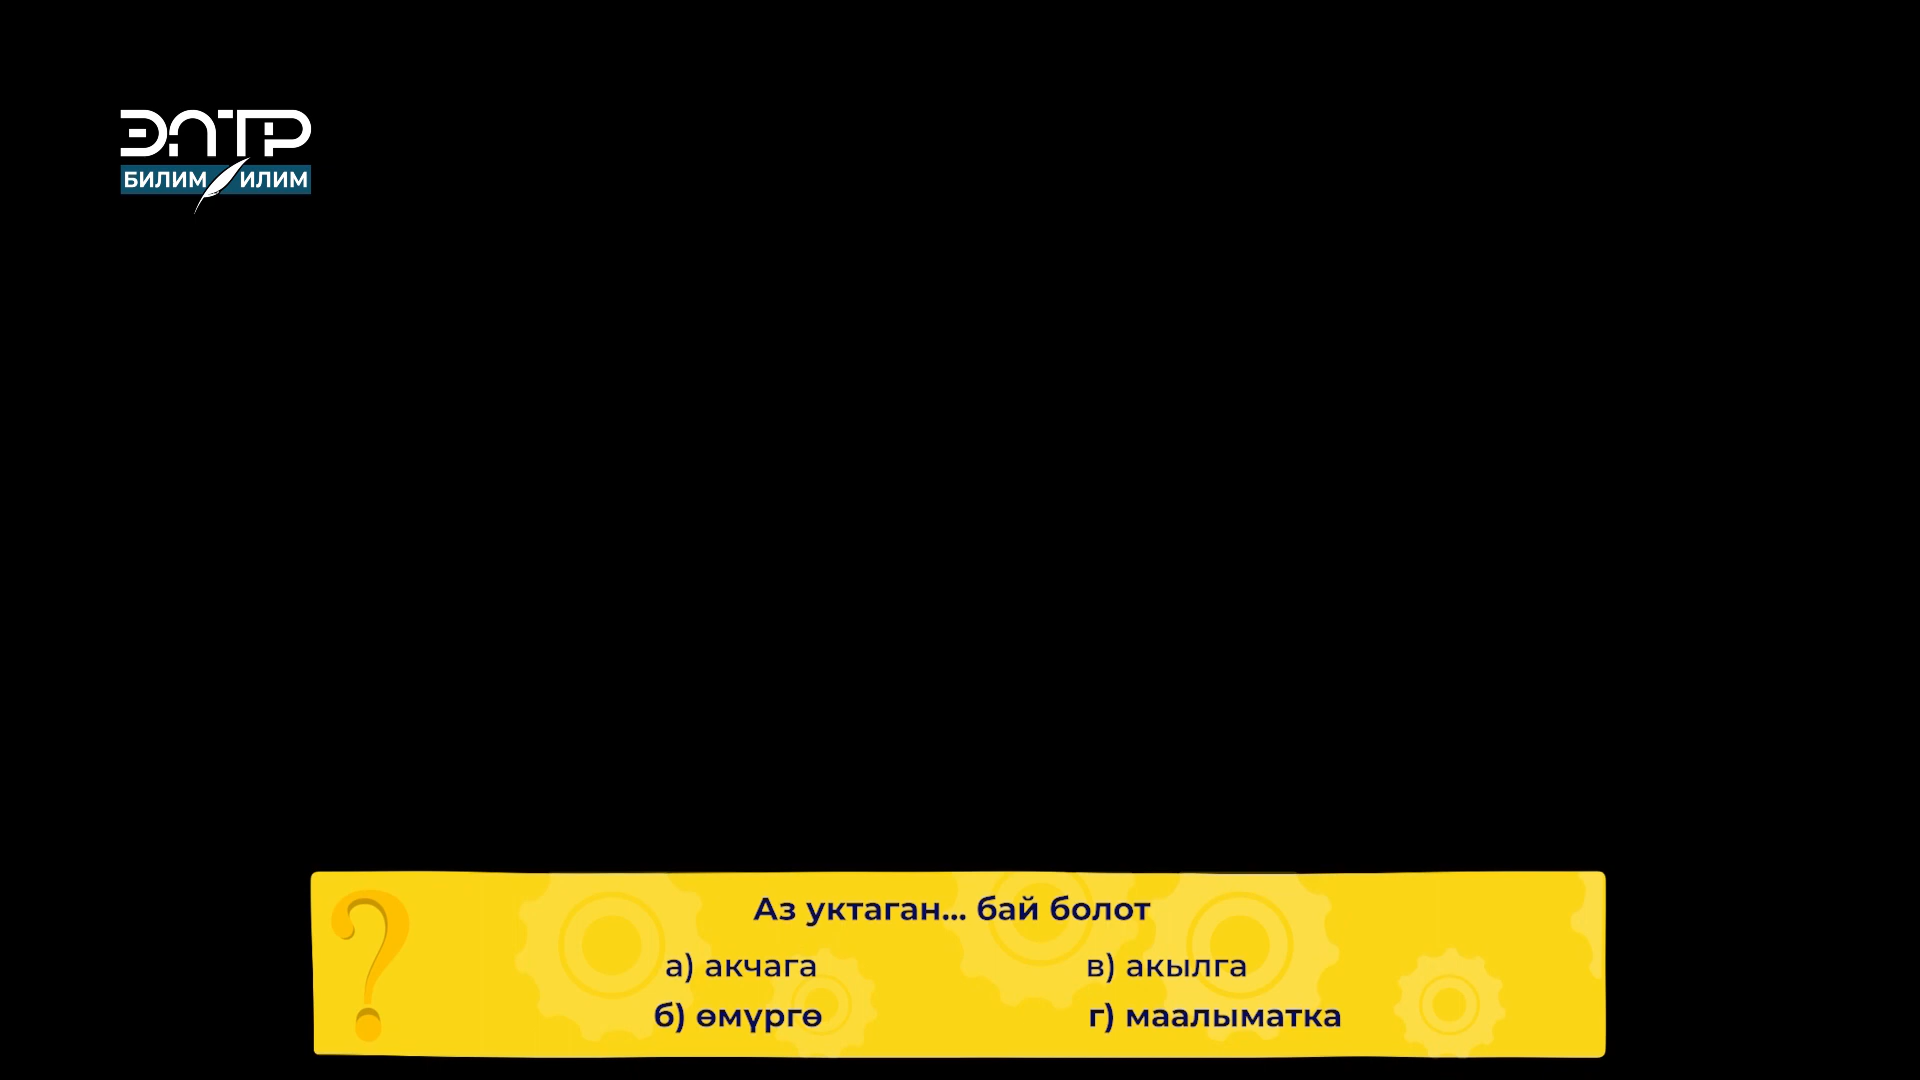 ЭЛТР
БИЛИМ ИЛИМ
Аз уктаган... бай болот
а) акчага
в) акылга
б) өмүргө
г) маалыматка